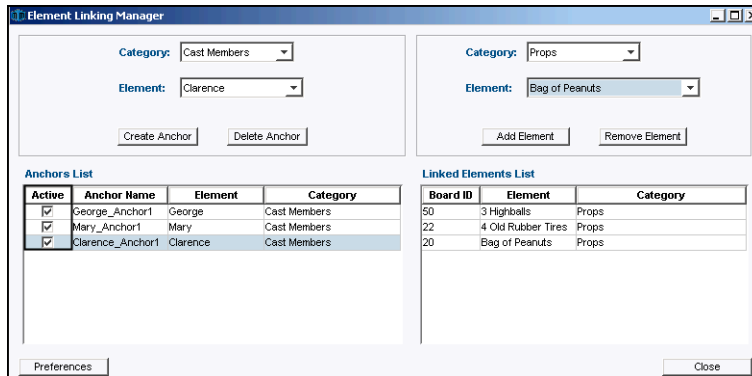 Element Linking Manager
Category: Cast Members
Element: Clarence
Create Anchor Delete Anchor
Category: Props
Element: Bag of Peanuts
Add Element Remove Element
Anchors List
Active Anchor Name Element Category
George_Anchor1 George Cast Members
Mary_Anchor1 Mary Cast Members
Clarence_Anchor1 Clarence Cast Members
Linked Elements List
Board ID Element Category
50 3 Highballs Props
22 4 Old Rubber Tires Props
20 Bag of Peanuts Props
Preferences Close